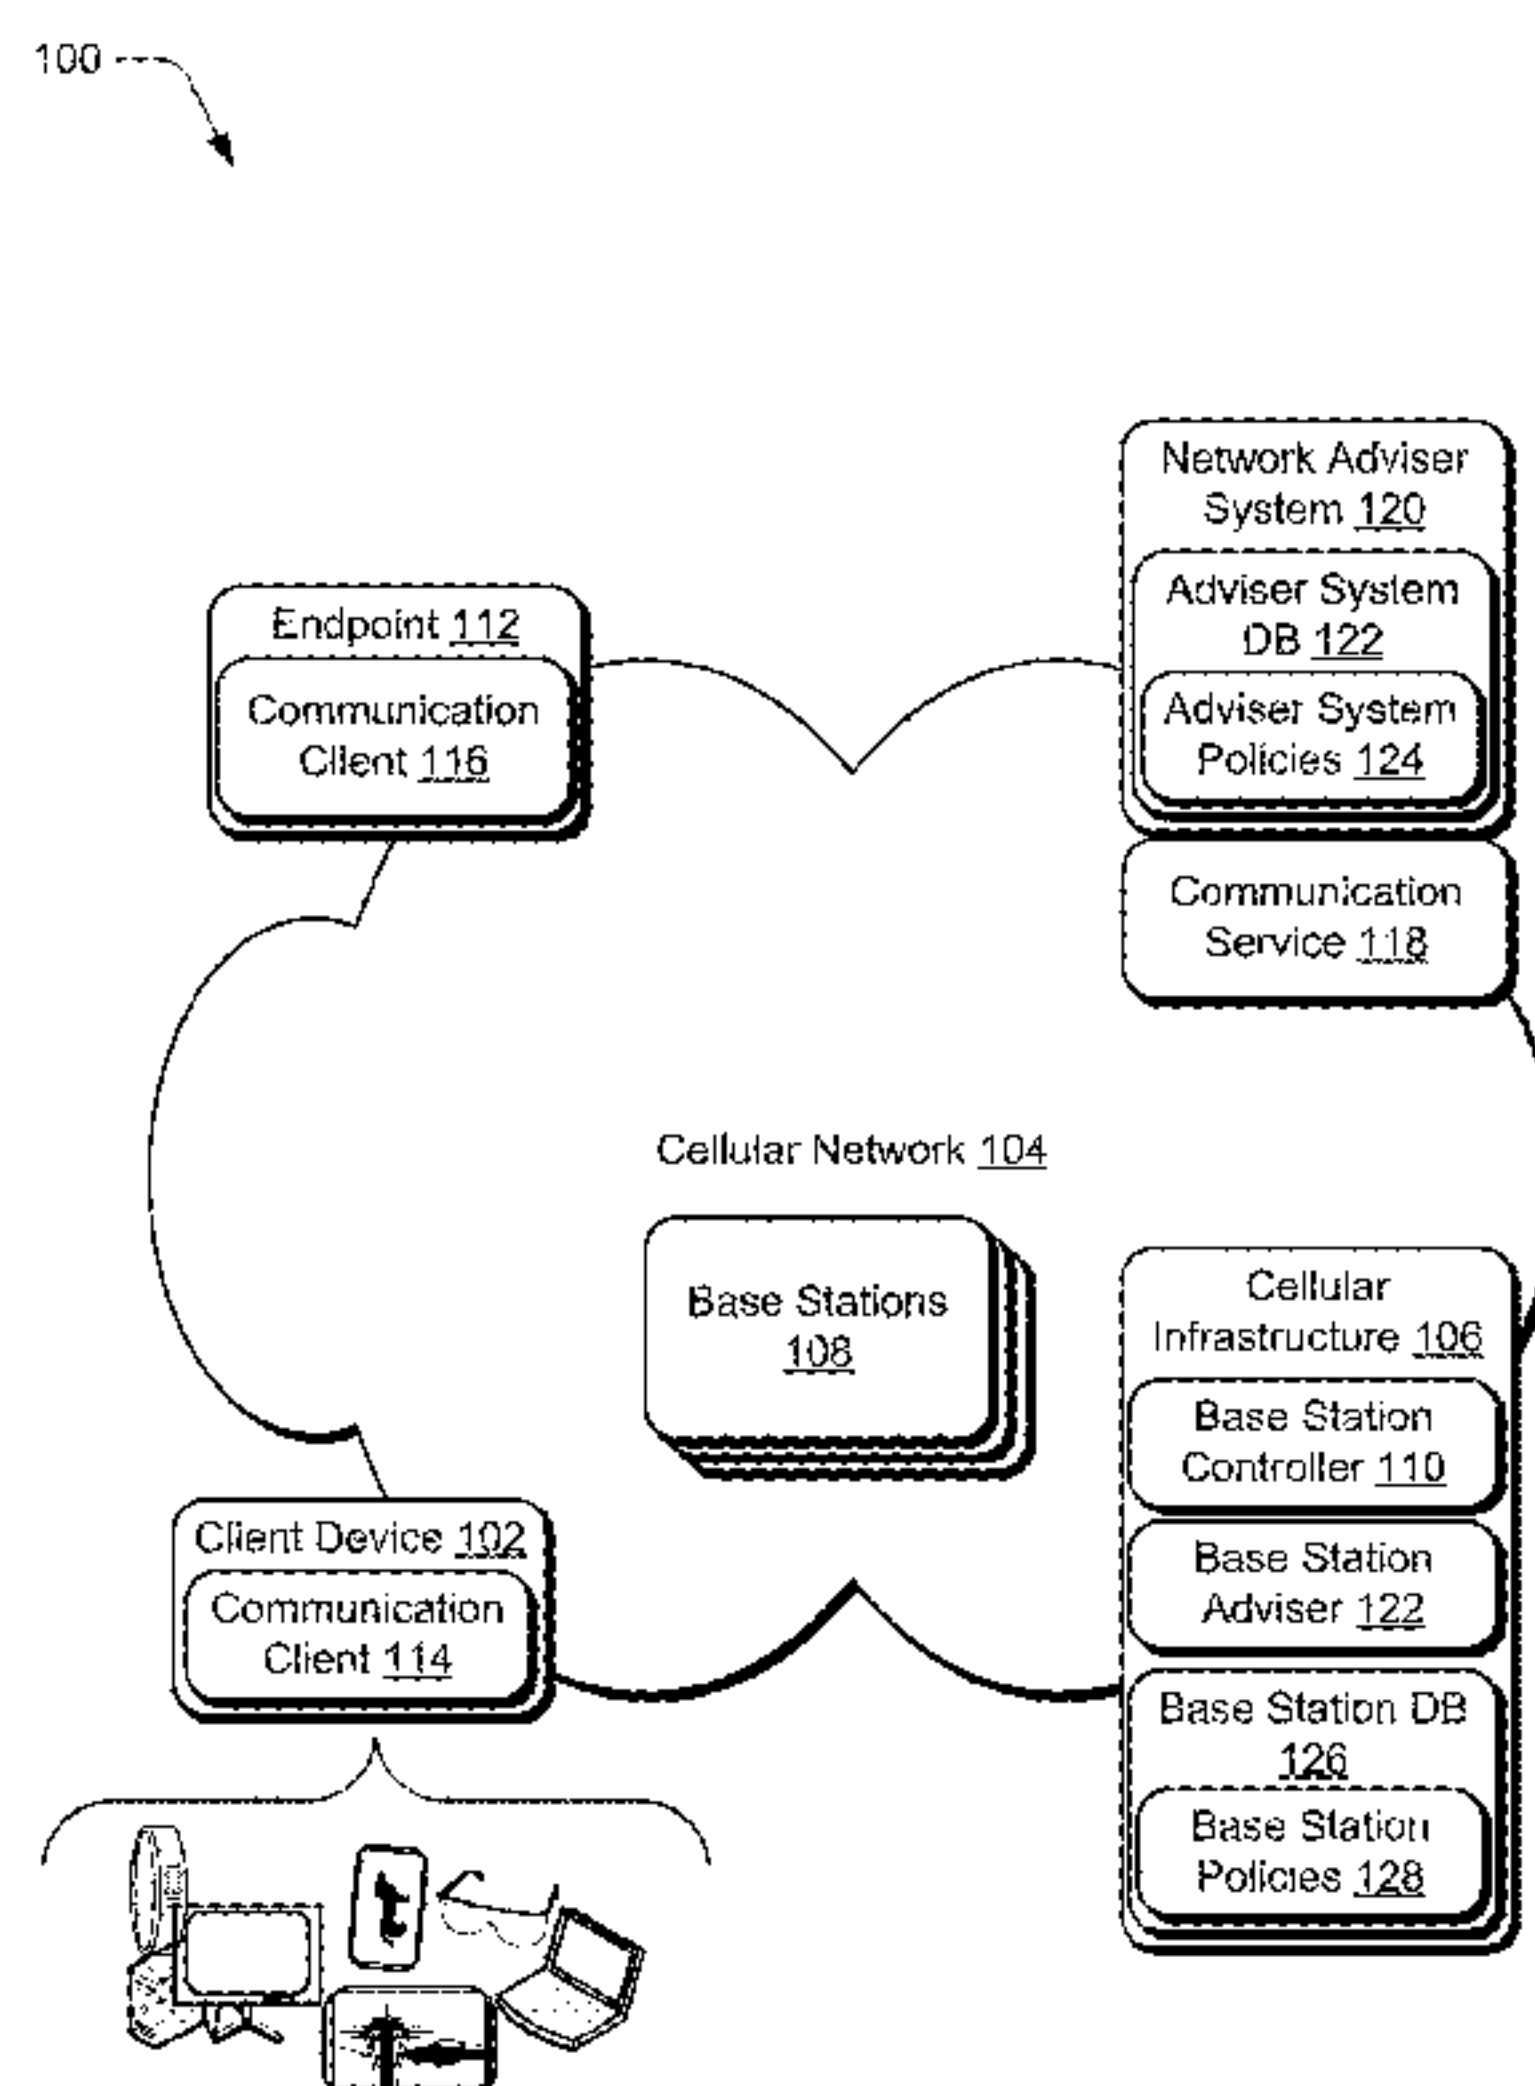 100
Network Adviser
System 120
Adviser System
DB 122
Adviser System
Policies 124
Endpoint 112
Communication
Client 116
Communication
Service 118
Cellular Network 104
Base Stations
108
Cellular
Infrastructure 106
Base Station
Controller 110
Base Station
Adviser 122
Base Station DB
126
Base Station
Policies 128
Client Device 102
Communication
Client 114